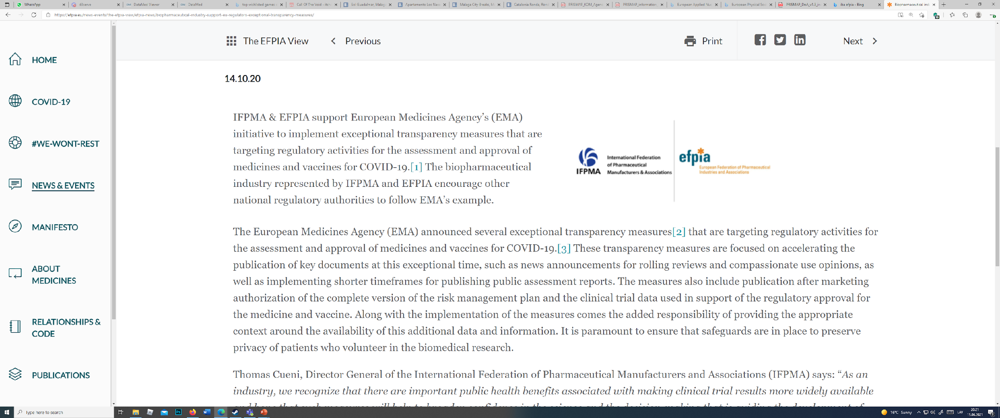 WhatsApp
d3serve
DataMed Viewer
DataMed
top wishlisted games
Call Of The Void - itch
Sol Guadalmar, Malag
Apartamento Los Nara
Malaga City Breaks, M
Catalonia Ronda, Ron
PRISMAP_KOM_Agen
PRISMAP_information_
European Applied Nuc
European Physical Soc
PRISMAP_DoA_v1.3_in
iba efpia - Bing
Biopharmaceutical ind
https://efpia.eu/news-events/the-efpia-view/efpia-news/biopharmaceutical-industry-support-eu-regulators-exceptional-transparency-measures/
HOME
COVID-19
#WE-WONT-REST
NEWS & EVENTS
MANIFESTO
ABOUT
MEDICINES
RELATIONSHIPS &
CODE
PUBLICATIONS
The EFPIA View
Previous
Print
Next
14.10.20
IFPMA & EFPIA support European Medicines Agency’s (EMA)
initiative to implement exceptional transparency measures that are
targeting regulatory activities for the assessment and approval of
medicines and vaccines for COVID-19.[1] The biopharmaceutical
industry represented by IFPMA and EFPIA encourage other
national regulatory authorities to follow EMA’s example.
IFPMA
International Federation
of Pharmaceutical
Manufacturers & Associations
efpia
European Federation of Pharmaceutical
Industries and Associations
The European Medicines Agency (EMA) announced several exceptional transparency measures[2] that are targeting regulatory activities for
the assessment and approval of medicines and vaccines for COVID-19.[3] These transparency measures are focused on accelerating the
publication of key documents at this exceptional time, such as news announcements for rolling reviews and compassionate use opinions, as
well as implementing shorter timeframes for publishing public assessment reports. The measures also include publication after marketing
authorization of the complete version of the risk management plan and the clinical trial data used in support of the regulatory approval for
the medicine and vaccine. Along with the implementation of the measures comes the added responsibility of providing the appropriate
context around the availability of this additional data and information. It is paramount to ensure that safeguards are in place to preserve
privacy of patients who volunteer in the biomedical research.
Thomas Cueni, Director General of the International Federation of Pharmaceutical Manufacturers and Associations (IFPMA) says: “As an
industry, we recognize that there are important public health benefits associated with making clinical trial results more widely available
Type here to search
16°C Sunny
LAV
20:21
15.06.2021